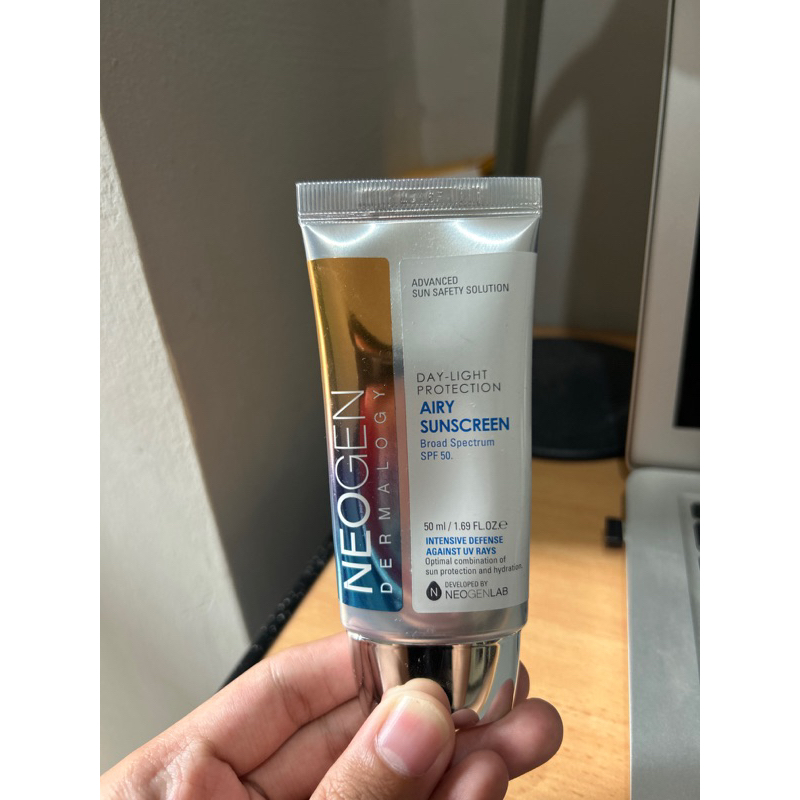 ADVANCED
SUN SAFETY SOLUTION
DAY-LIGHT
PROTECTION
AIRY
SUNSCREEN
Broad Spectrum
SPF 50.
50 ml / 1.69 FL.OZ.℮
INTENSIVE DEFENSE
AGAINST UV RAYS
Optimal combination of
sun protection and hydration.
N DEVELOPED BY
NEOGENLAB
NEOGEN
DERMALOGY